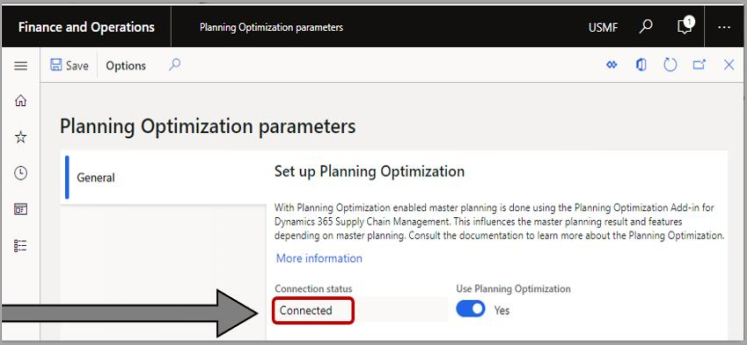 Finance and Operations
Planning Optimization parameters
USMF
1
Save
Options
Planning Optimization parameters
General
Set up Planning Optimization
With Planning Optimization enabled master planning is done using the Planning Optimization Add-in for
Dynamics 365 Supply Chain Management. This influences the master planning result and features
depending on master planning. Consult the documentation to learn more about the Planning Optimization.
More information
Connection status
Use Planning Optimization
Connected
Yes